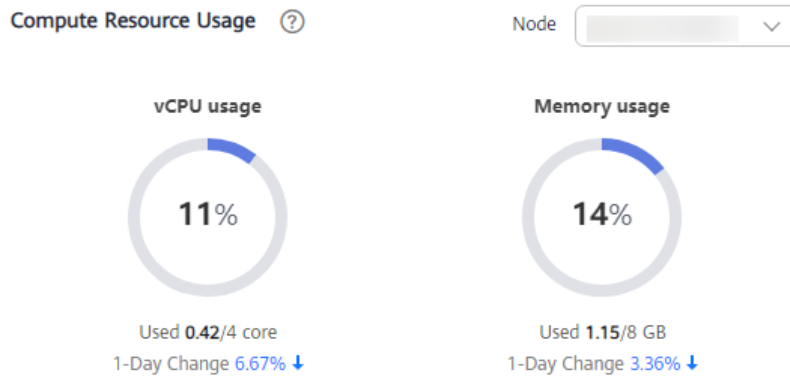 Compute Resource Usage ?
Node
vCPU usage
Memory usage
11%
14%
Used 0.42/4 core
Used 1.15/8 GB
1-Day Change 6.67% ↓
1-Day Change 3.36% ↓